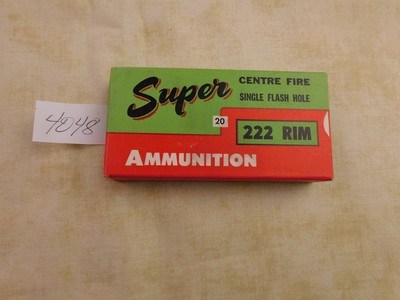 Super
CENTRE FIRE
SINGLE FLASH HOLE
20
222 RIM
AMMUNITION
4048